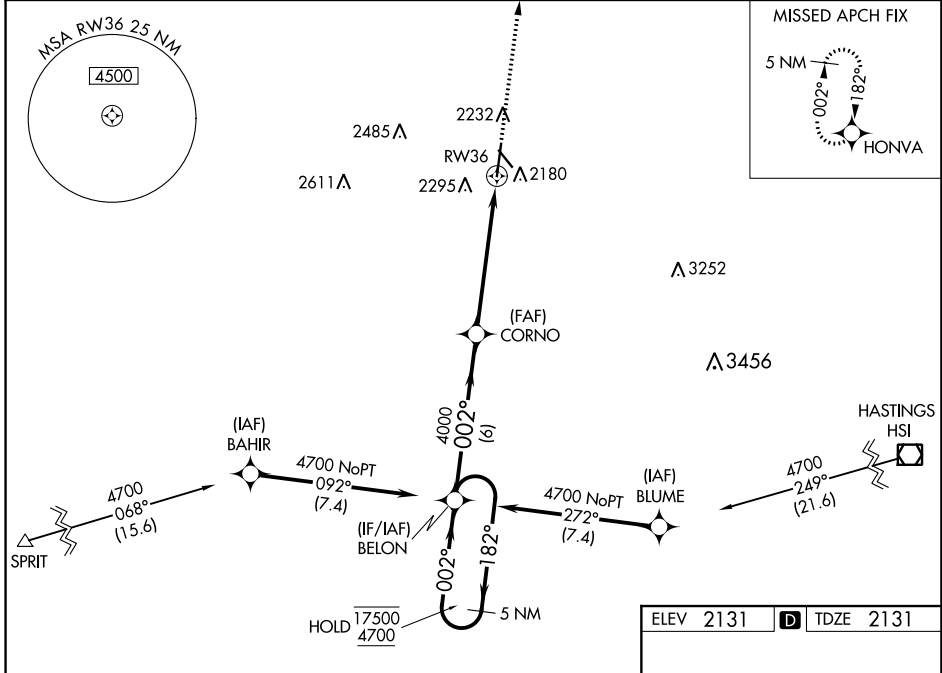 MSA RW36 25 NM
4500
MISSED APCH FIX
5 NM
002°
182°
HONVA
2485
2232
RW36
2611
2295
2180
3252
(FAF)
CORNO
3456
4000
002°
(6)
HASTINGS
HSI
(IAF)
BAHIR
4700 NoPT
092°
(7.4)
4700
068°
(15.6)
SPRIT
(IF/IAF)
BELON
4700 NoPT
272°
(7.4)
(IAF)
BLUME
4700
249°
(21.6)
002°
182°
HOLD
17500
4700
5 NM
ELEV 2131
D
TDZE 2131